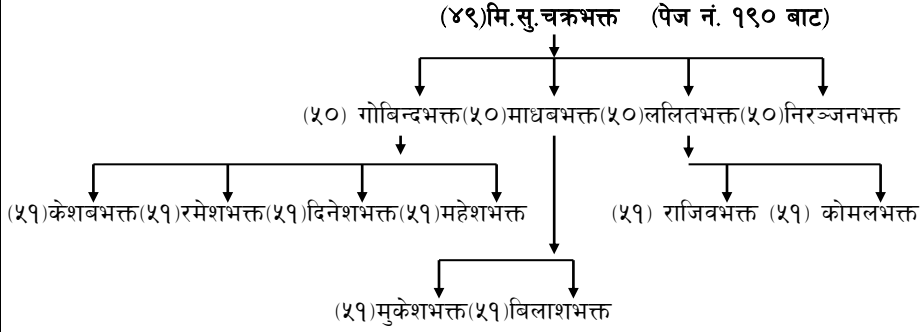 (४९)मि.सु.चक्रभक्त (पेज नं. १९० बाट)
(५०) गोबिन्दभक्त(५०)माधबभक्त(५०)ललितभक्त(५०)निरञ्जनभक्त
(५१)केशबभक्त(५१)रमेशभक्त(५१)दिनेशभक्त(५१)महेशभक्त (५१) राजिवभक्त (५१) कोमलभक्त
(५१)मुकेशभक्त(५१)बिलाशभक्त